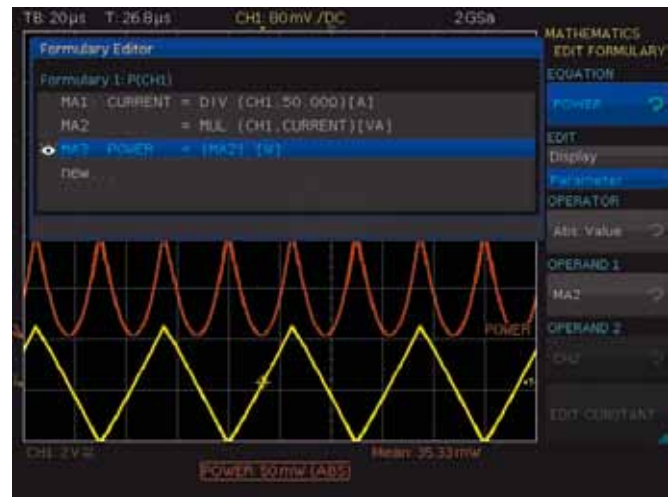 TB: 20µs T: 26.8µs CH1: 80mV / DC 2GSa
MATHEMATICS
EDIT FORMULARY
Formulary Editor
Formulary 1: P(CH1)
MA1 CURRENT = DIV (CH1,50.000)[A]
MA2 = MUL (CH1,CURRENT)[VA]
MA3 POWER = |MA2| [W]
new
EQUATION
POWER
EDIT
Display
Parameter
OPERATOR
Abs. Value
OPERAND 1
MA2
OPERAND 2
CH2
EDIT CONSTANT
POWER
CH1: 2V
Mean: 35.33mW
POWER: 50mW (ABS)